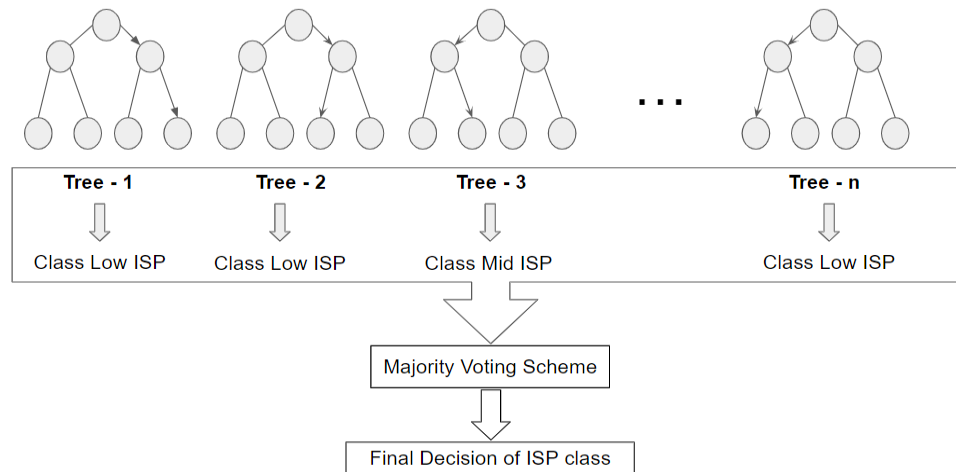 ...
Tree - 1 Tree - 2 Tree - 3 Tree - n
Class Low ISP Class Low ISP Class Mid ISP Class Low ISP
Majority Voting Scheme
Final Decision of ISP class